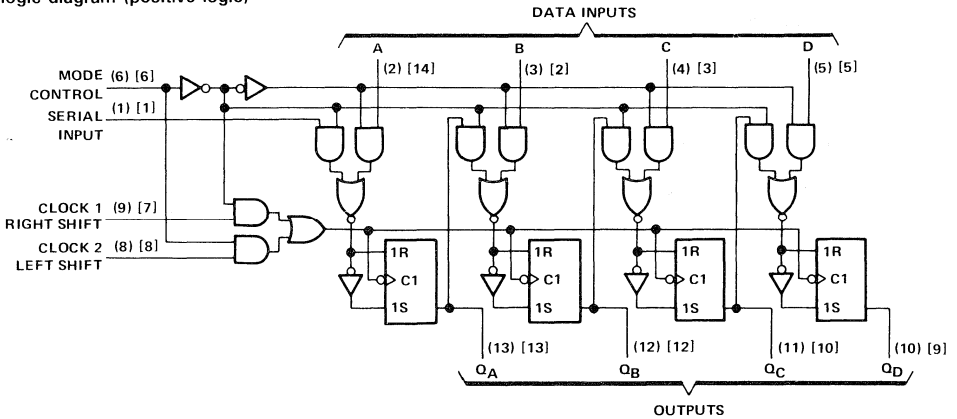 logic diagram (positive logic)
DATA INPUTS
A B C D
(2) [14] (3) [2] (4) [3] (5) [5]
MODE (6) [6]
CONTROL
SERIAL (1) [1]
INPUT
CLOCK 1 (9) [7]
RIGHT SHIFT
CLOCK 2 (8) [8]
LEFT SHIFT
1R 1R 1R 1R
C1 C1 C1 C1
1S 1S 1S 1S
(13) [13] (12) [12] (11) [10] (10) [9]
QA QB QC QD
OUTPUTS